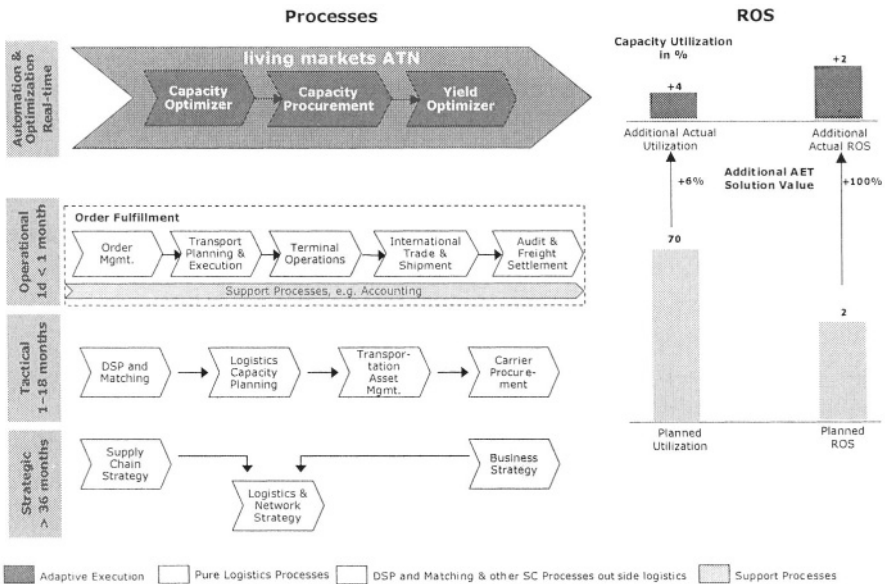 Processes
ROS
Automation &
Optimization
Real-time
living markets ATN
Capacity
Optimizer
Capacity
Procurement
Yield
Optimizer
Capacity Utilization
in %
+4
Additional Actual
Utilization
+2
Additional
Actual ROS
+6%
Additional AET
Solution Value
+100%
Operational
1d < 1 month
Order Fulfillment
Order
Mgmt.
Transport
Planning &
Execution
Terminal
Operations
International
Trade &
Shipment
Audit &
Freight
Settlement
Support Processes, e.g. Accounting
70
2
Planned
Utilization
Planned
ROS
Tactical
1–18 months
DSP and
Matching
Logistics
Capacity
Planning
Transpor-
tation
Asset
Mgmt.
Carrier
Procure-
ment
Strategic
> 36 months
Supply
Chain
Strategy
Logistics &
Network
Strategy
Business
Strategy
Adaptive Execution
Pure Logistics Processes
DSP and Matching & other SC Processes out side logistics
Support Processes